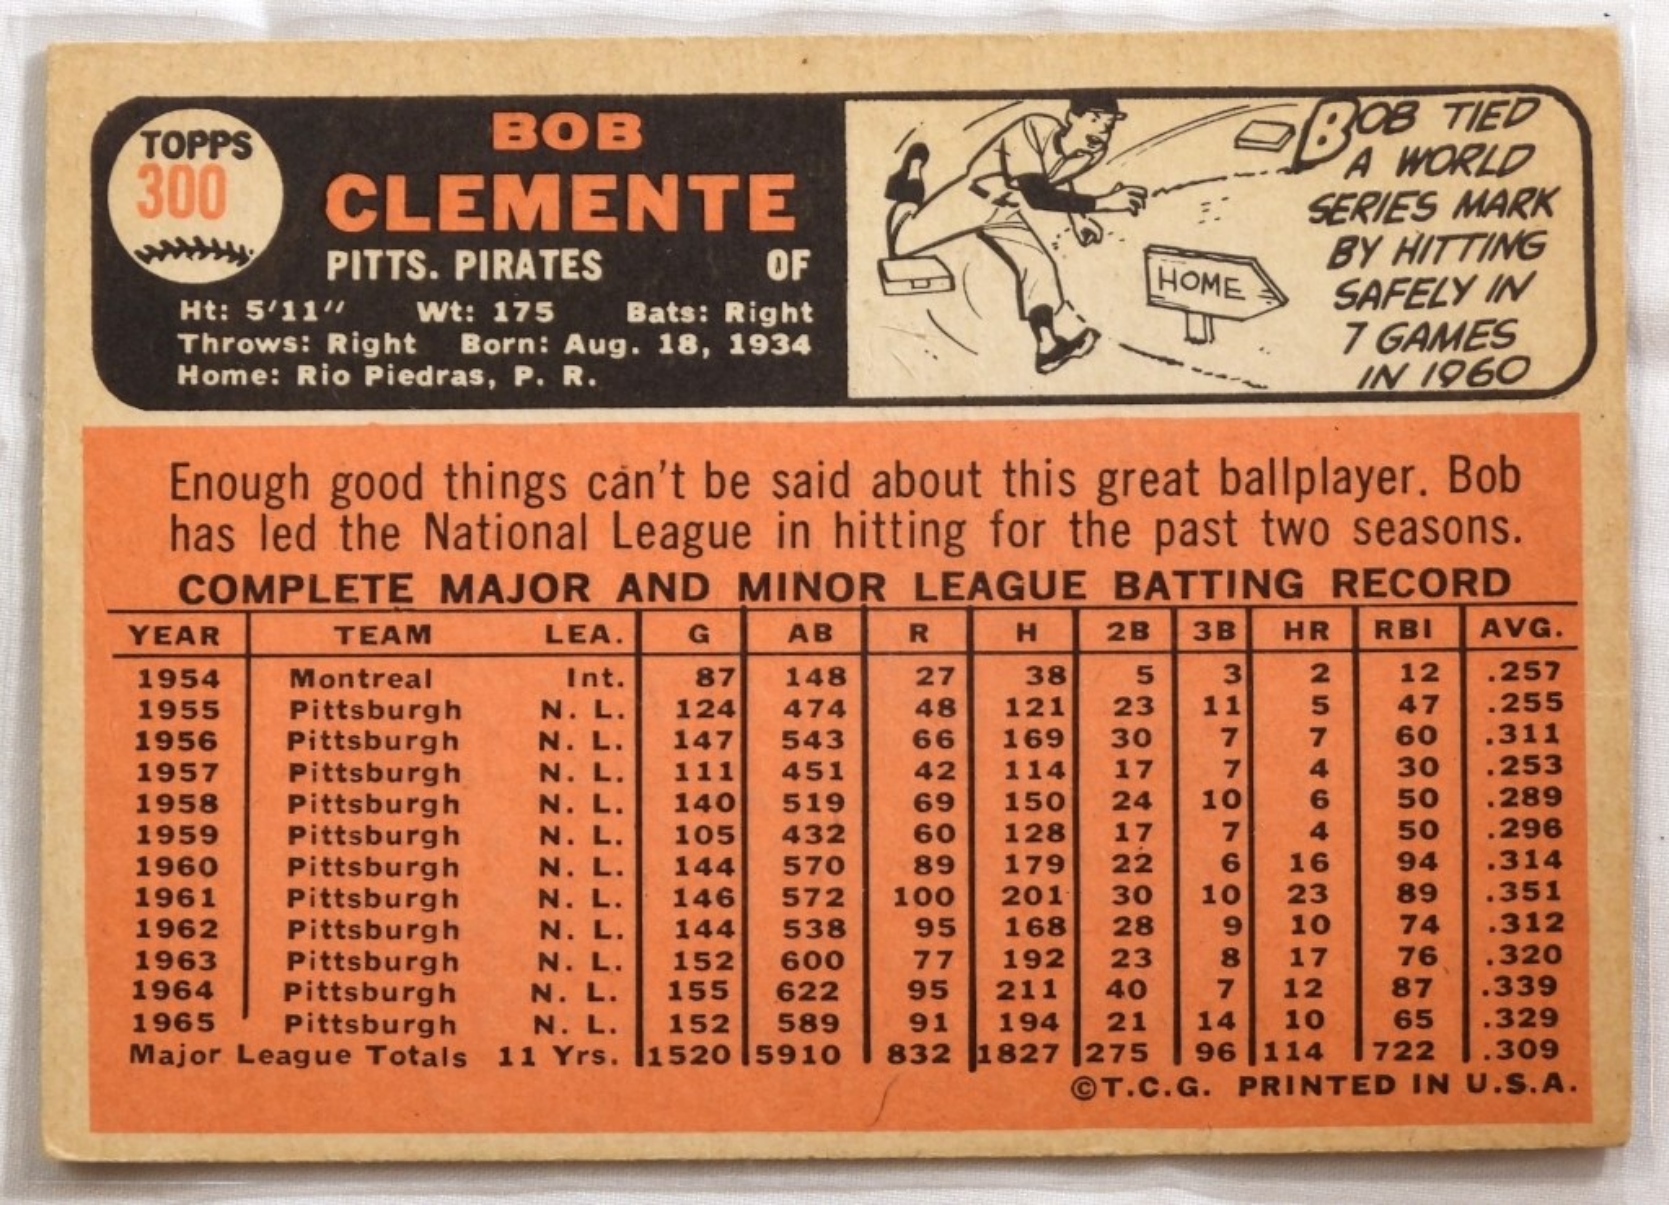 TOPPS
300
BOB
CLEMENTE
PITTS. PIRATES OF
Ht: 5'11" Wt: 175 Bats: Right
Throws: Right Born: Aug. 18, 1934
Home: Rio Piedras, P. R.
HOME
BOB TIED
A WORLD
SERIES MARK
BY HITTING
SAFELY IN
7 GAMES
IN 1960
Enough good things can't be said about this great ballplayer. Bob
has led the National League in hitting for the past two seasons.
COMPLETE MAJOR AND MINOR LEAGUE BATTING RECORD
YEAR TEAM LEA. G AB R H 2B 3B HR RBI AVG.
1954 Montreal Int. 87 148 27 38 5 3 2 12 .257
1955 Pittsburgh N. L. 124 474 48 121 23 11 5 47 .255
1956 Pittsburgh N. L. 147 543 66 169 30 7 7 60 .311
1957 Pittsburgh N. L. 111 451 42 114 17 7 4 30 .253
1958 Pittsburgh N. L. 140 519 69 150 24 10 6 50 .289
1959 Pittsburgh N. L. 105 432 60 128 17 7 4 50 .296
1960 Pittsburgh N. L. 144 570 89 179 22 6 16 94 .314
1961 Pittsburgh N. L. 146 572 100 201 30 10 23 89 .351
1962 Pittsburgh N. L. 144 538 95 168 28 9 10 74 .312
1963 Pittsburgh N. L. 152 600 77 192 23 8 17 76 .320
1964 Pittsburgh N. L. 155 622 95 211 40 7 12 87 .339
1965 Pittsburgh N. L. 152 589 91 194 21 14 10 65 .329
Major League Totals 11 Yrs. 1520 5910 832 1827 275 96 114 722 .309
©T.C.G. PRINTED IN U.S.A.